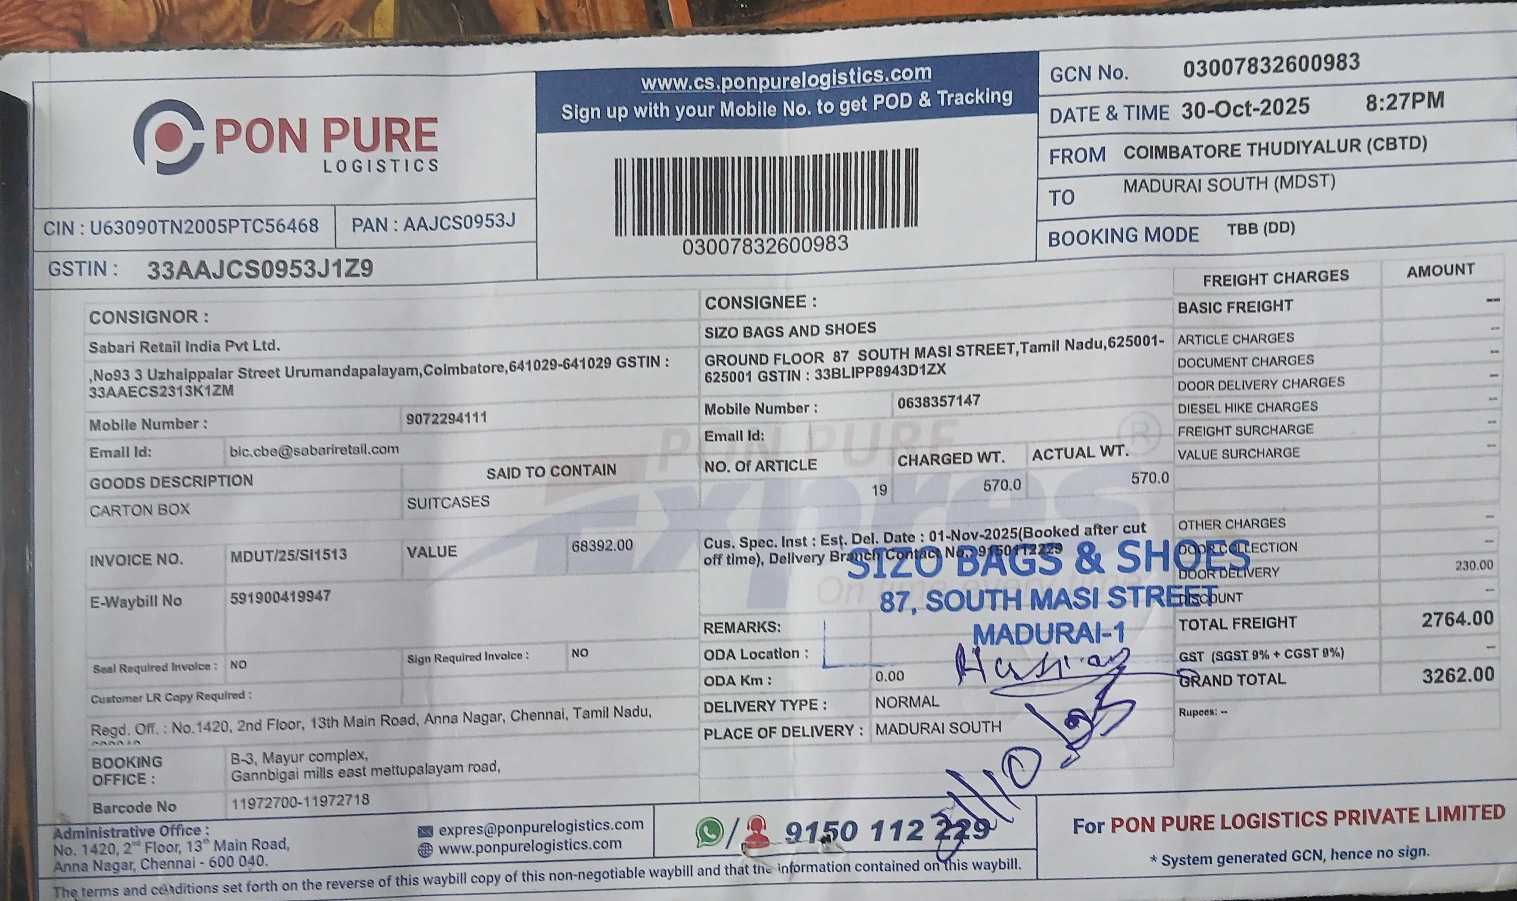 PON PURE
LOGISTICS
www.cs.ponpurelogistics.com
Sign up with your Mobile No. to get POD & Tracking
03007832600983
GCN No. 03007832600983
DATE & TIME 30-Oct-2025 8:27PM
FROM COIMBATORE THUDIYALUR (CBTD)
TO MADURAI SOUTH (MDST)
BOOKING MODE TBB (DD)
CIN : U63090TN2005PTC56468 PAN : AAJCS0953J
GSTIN : 33AAJCS0953J1Z9
CONSIGNOR :
Sabari Retail India Pvt Ltd.
,No93 3 Uzhaippalar Street Urumandapalayam,Coimbatore,641029-641029 GSTIN :
33AAECS2313K1ZM
Mobile Number : 9072294111
Email Id: bic.cbe@sabariretail.com
GOODS DESCRIPTION SAID TO CONTAIN
CARTON BOX SUITCASES
INVOICE NO. MDUT/25/SI1513 VALUE 68392.00
E-Waybill No 591900419947
Seal Required Invoice : NO Sign Required Invoice : NO
Customer LR Copy Required :
Regd. Off. : No.1420, 2nd Floor, 13th Main Road, Anna Nagar, Chennai, Tamil Nadu,
BOOKING OFFICE : B-3, Mayur complex,
Gannbigai mills east mettupalayam road,
Barcode No 11972700-11972718
CONSIGNEE :
SIZO BAGS AND SHOES
GROUND FLOOR 87 SOUTH MASI STREET,Tamil Nadu,625001-
625001 GSTIN : 33BLIPP8943D1ZX
Mobile Number : 0638357147
Email Id:
PON PURE
Expres
®
NO. Of ARTICLE CHARGED WT. ACTUAL WT.
19 570.0 570.0
Cus. Spec. Inst : Est. Del. Date : 01-Nov-2025(Booked after cut
off time), Delivery Branch Contact No. 9150112229
SIZO BAGS & SHOES
87, SOUTH MASI STREET
MADURAI-1
REMARKS:
ODA Location :
ODA Km : 0.00
DELIVERY TYPE : NORMAL
PLACE OF DELIVERY : MADURAI SOUTH
FREIGHT CHARGES AMOUNT
BASIC FREIGHT --
ARTICLE CHARGES --
DOCUMENT CHARGES --
DOOR DELIVERY CHARGES --
DIESEL HIKE CHARGES --
FREIGHT SURCHARGE --
VALUE SURCHARGE --
OTHER CHARGES --
DOOR COLLECTION --
DOOR DELIVERY 230.00
DISCOUNT --
TOTAL FREIGHT 2764.00
GST (SGST 9% + CGST 9%) --
GRAND TOTAL 3262.00
Rupees: --
Administrative Office :
No. 1420, 2nd Floor, 13th Main Road,
Anna Nagar, Chennai - 600 040.
expres@ponpurelogistics.com
www.ponpurelogistics.com
9150 112 229
For PON PURE LOGISTICS PRIVATE LIMITED
* System generated GCN, hence no sign.
The terms and conditions set forth on the reverse of this waybill copy of this non-negotiable waybill and that the information contained on this waybill.